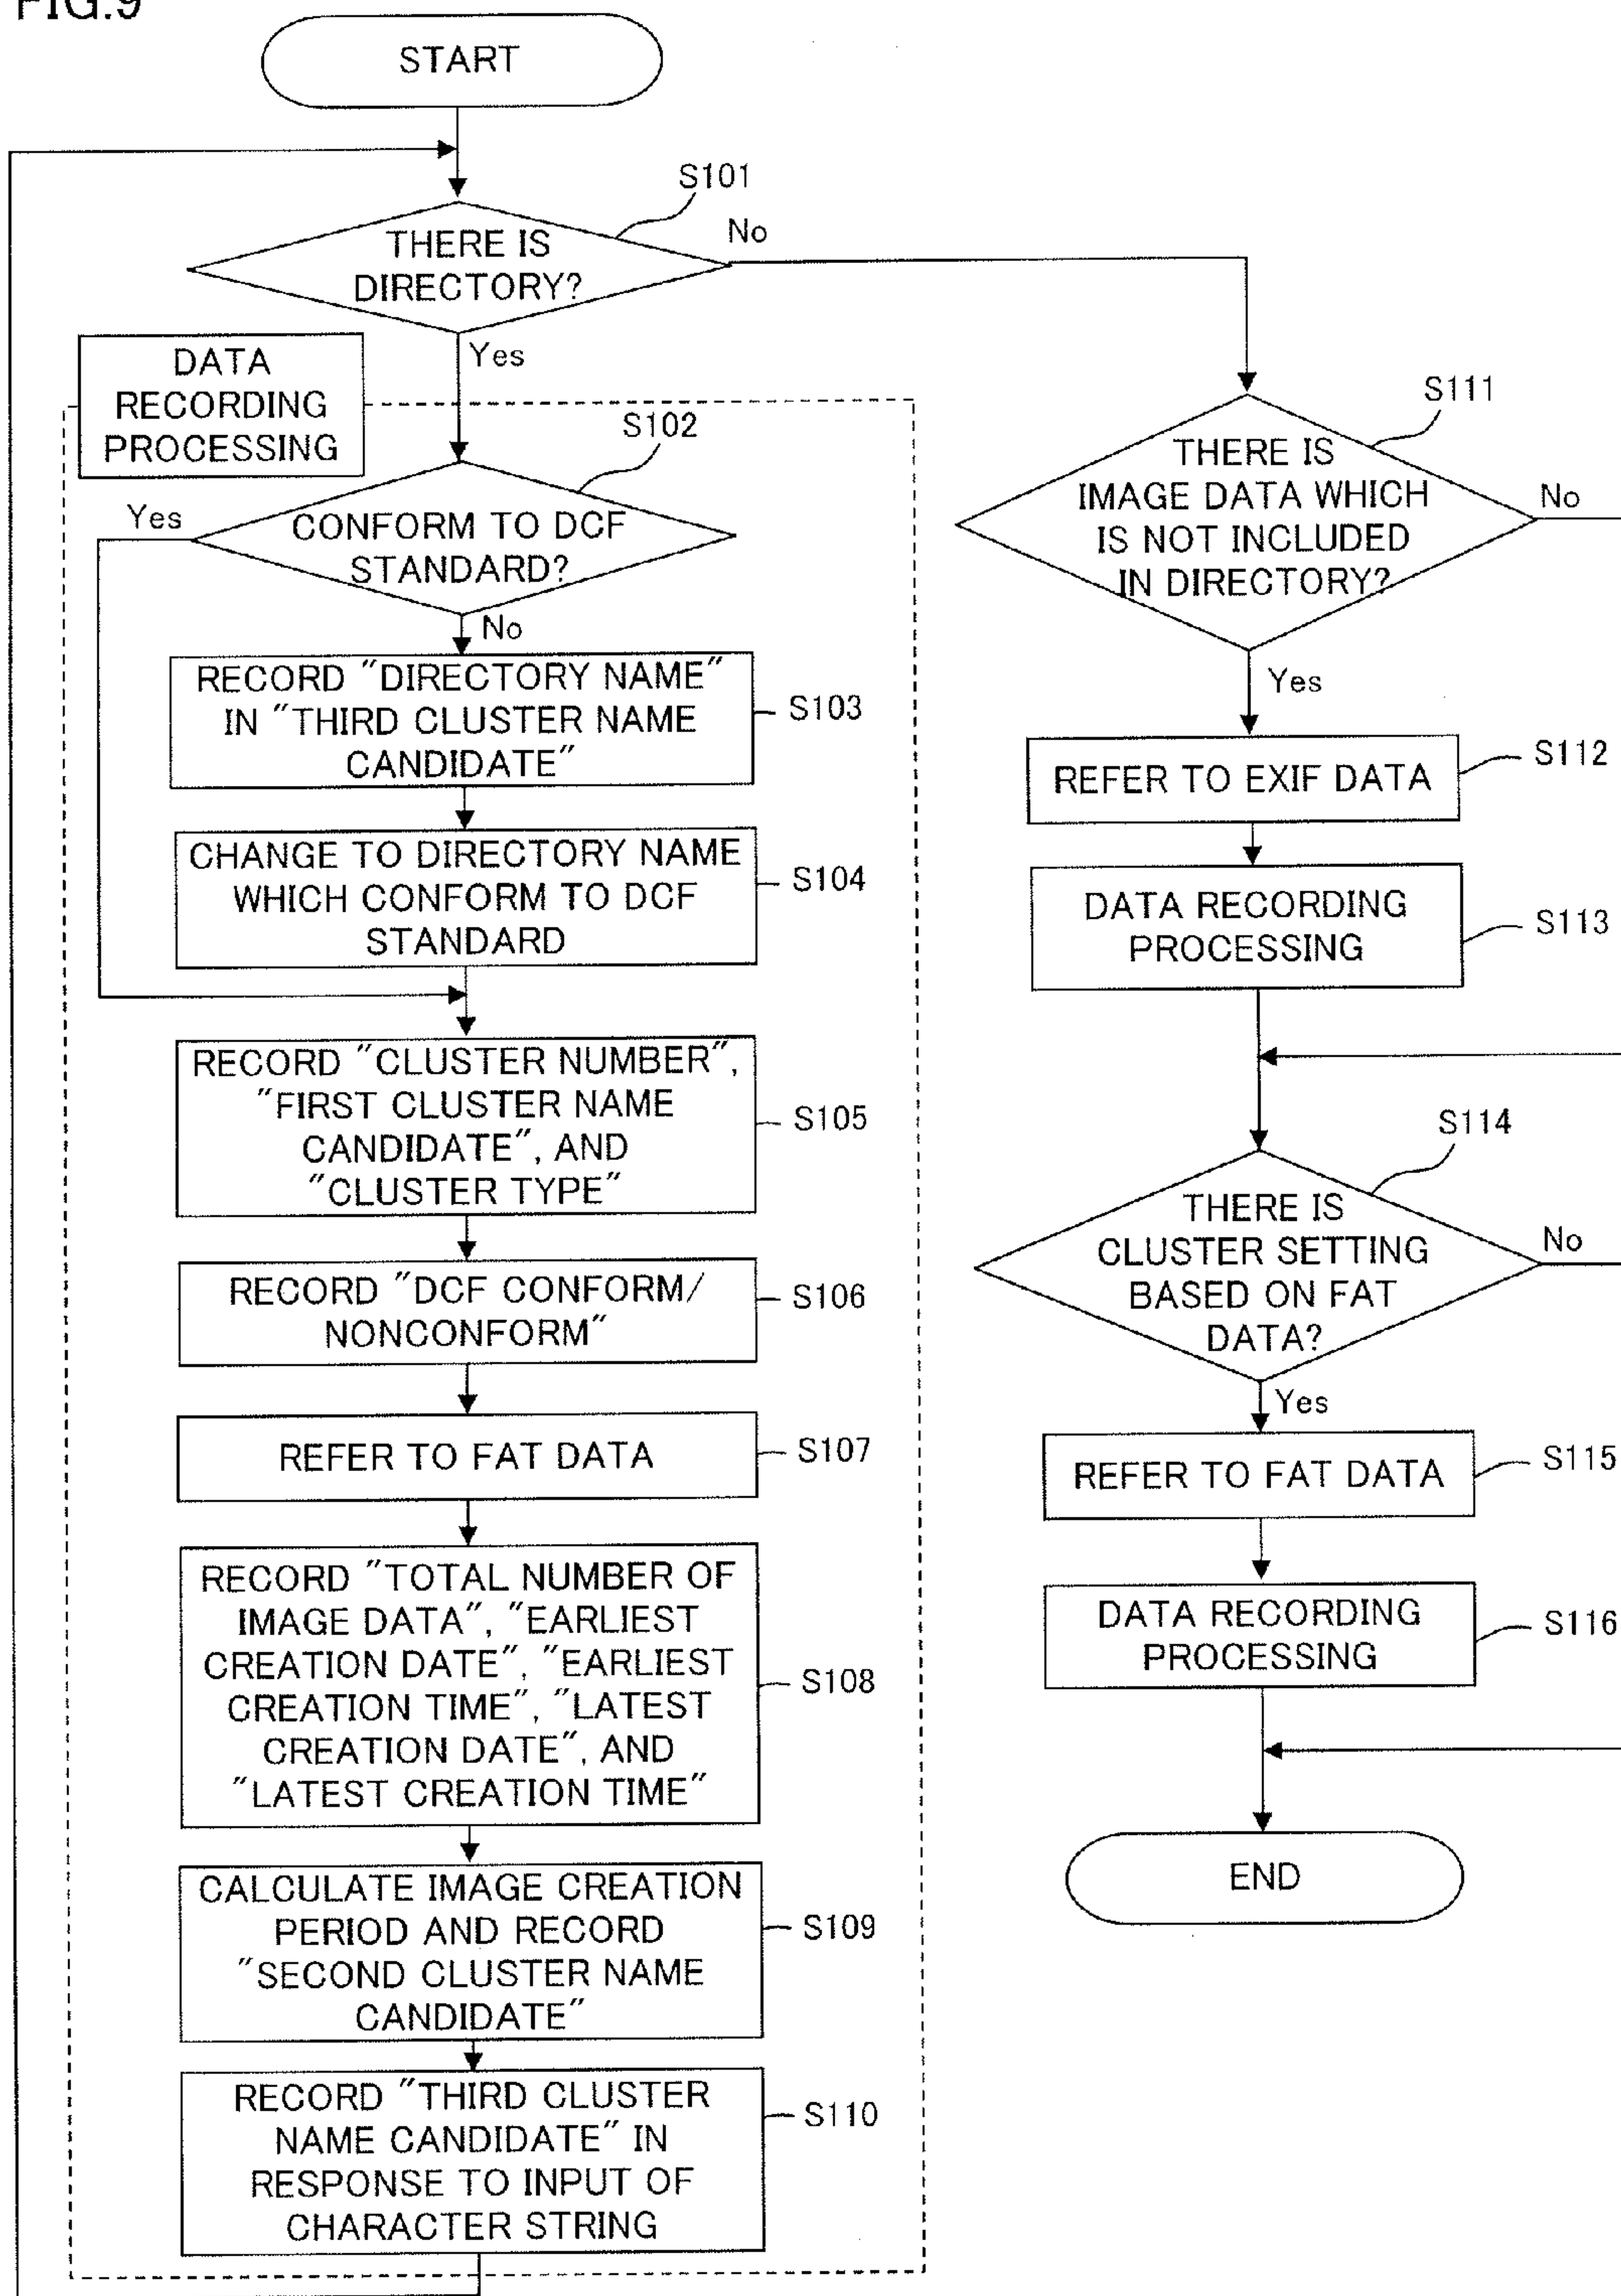 FIG.9
START
S101
THERE IS
DIRECTORY?
No
Yes
DATA
RECORDING
PROCESSING
S102
CONFORM TO DCF
STANDARD?
Yes
No
RECORD "DIRECTORY NAME"
IN "THIRD CLUSTER NAME
CANDIDATE"
S103
CHANGE TO DIRECTORY NAME
WHICH CONFORM TO DCF
STANDARD
S104
RECORD "CLUSTER NUMBER",
"FIRST CLUSTER NAME
CANDIDATE", AND
"CLUSTER TYPE"
S105
RECORD "DCF CONFORM/
NONCONFORM"
S106
REFER TO FAT DATA
S107
RECORD "TOTAL NUMBER OF
IMAGE DATA", "EARLIEST
CREATION DATE", "EARLIEST
CREATION TIME", "LATEST
CREATION DATE", AND
"LATEST CREATION TIME"
S108
CALCULATE IMAGE CREATION
PERIOD AND RECORD
"SECOND CLUSTER NAME
CANDIDATE"
S109
RECORD "THIRD CLUSTER
NAME CANDIDATE" IN
RESPONSE TO INPUT OF
CHARACTER STRING
S110
S111
THERE IS
IMAGE DATA WHICH
IS NOT INCLUDED
IN DIRECTORY?
No
Yes
REFER TO EXIF DATA
S112
DATA RECORDING
PROCESSING
S113
S114
THERE IS
CLUSTER SETTING
BASED ON FAT
DATA?
No
Yes
REFER TO FAT DATA
S115
DATA RECORDING
PROCESSING
S116
END